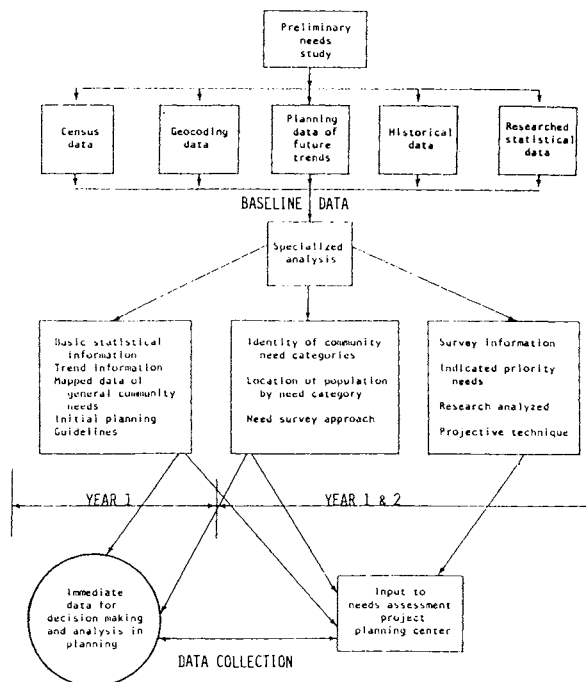 Preliminary
needs
study
Census
data
Geocoding
data
Planning
data of
future
trends
Historical
data
Researched
statistical
data
BASELINE DATA
Specialized
analysis
Basic statistical
information
Trend information
Mapped data of
general community
needs
Initial planning
Guidelines
Identity of community
need categories
Location of population
by need category
Need survey approach
Survey information
Indicated priority
needs
Research analyzed
Projective technique
YEAR 1
YEAR 1 & 2
Immediate
data for
decision making
and analysis in
planning
Input to
needs assessment
project
planning center
DATA COLLECTION